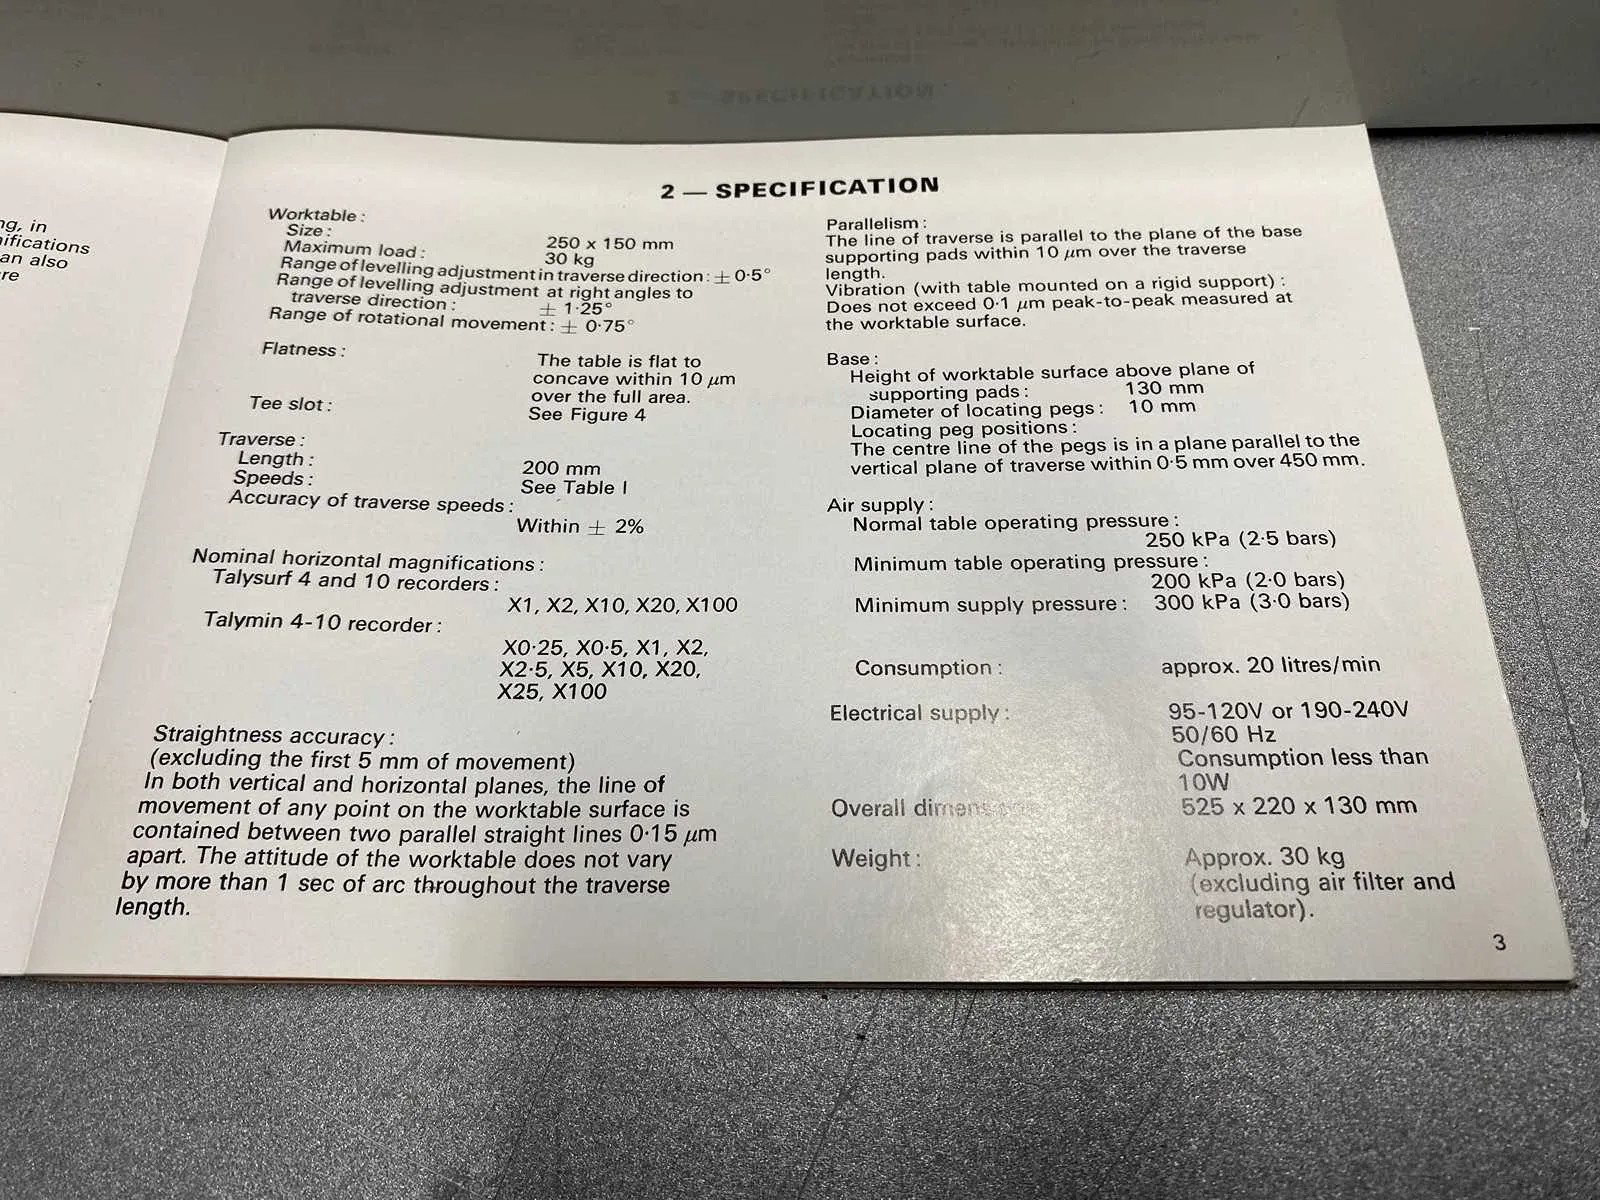 ng, in
ifications
an also
re
2 — SPECIFICATION
Worktable :
Size : 250 x 150 mm
Maximum load : 30 kg
Range of levelling adjustment in traverse direction : ± 0·5°
Range of levelling adjustment at right angles to
traverse direction : ± 1·25°
Range of rotational movement : ± 0·75°
Flatness : The table is flat to
concave within 10 μm
over the full area.
Tee slot : See Figure 4
Traverse :
Length : 200 mm
Speeds : See Table I
Accuracy of traverse speeds :
Within ± 2%
Nominal horizontal magnifications :
Talysurf 4 and 10 recorders :
X1, X2, X10, X20, X100
Talymin 4-10 recorder :
X0·25, X0·5, X1, X2,
X2·5, X5, X10, X20,
X25, X100
Straightness accuracy :
(excluding the first 5 mm of movement)
In both vertical and horizontal planes, the line of
movement of any point on the worktable surface is
contained between two parallel straight lines 0·15 μm
apart. The attitude of the worktable does not vary
by more than 1 sec of arc throughout the traverse
length.
Parallelism :
The line of traverse is parallel to the plane of the base
supporting pads within 10 μm over the traverse
length.
Vibration (with table mounted on a rigid support) :
Does not exceed 0·1 μm peak-to-peak measured at
the worktable surface.
Base :
Height of worktable surface above plane of
supporting pads : 130 mm
Diameter of locating pegs : 10 mm
Locating peg positions :
The centre line of the pegs is in a plane parallel to the
vertical plane of traverse within 0·5 mm over 450 mm.
Air supply :
Normal table operating pressure :
250 kPa (2·5 bars)
Minimum table operating pressure :
200 kPa (2·0 bars)
Minimum supply pressure : 300 kPa (3·0 bars)
Consumption : approx. 20 litres/min
Electrical supply : 95-120V or 190-240V
50/60 Hz
Consumption less than
10W
Overall dimensions 525 x 220 x 130 mm
Weight : Approx. 30 kg
(excluding air filter and
regulator).
3